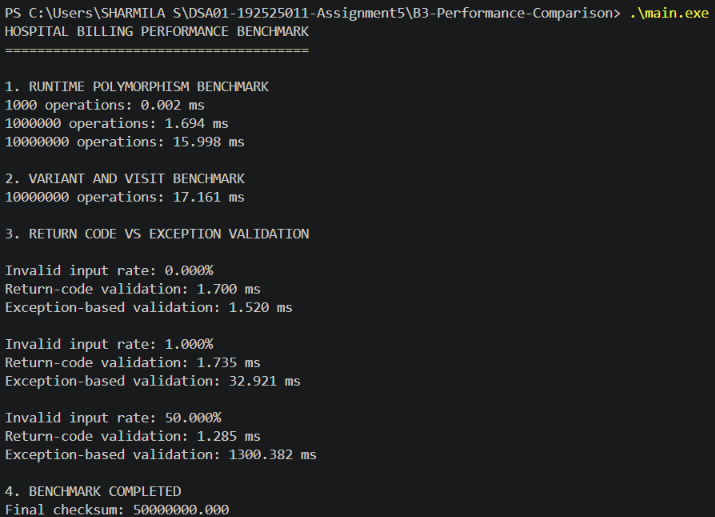 PS C:\Users\SHARMILA S\DSA01-192525011-Assignment5\B3-Performance-Comparison> .\main.exe
HOSPITAL BILLING PERFORMANCE BENCHMARK
======================================
1. RUNTIME POLYMORPHISM BENCHMARK
1000 operations: 0.002 ms
1000000 operations: 1.694 ms
10000000 operations: 15.998 ms
2. VARIANT AND VISIT BENCHMARK
10000000 operations: 17.161 ms
3. RETURN CODE VS EXCEPTION VALIDATION
Invalid input rate: 0.000%
Return-code validation: 1.700 ms
Exception-based validation: 1.520 ms
Invalid input rate: 1.000%
Return-code validation: 1.735 ms
Exception-based validation: 32.921 ms
Invalid input rate: 50.000%
Return-code validation: 1.285 ms
Exception-based validation: 1300.382 ms
4. BENCHMARK COMPLETED
Final checksum: 50000000.000